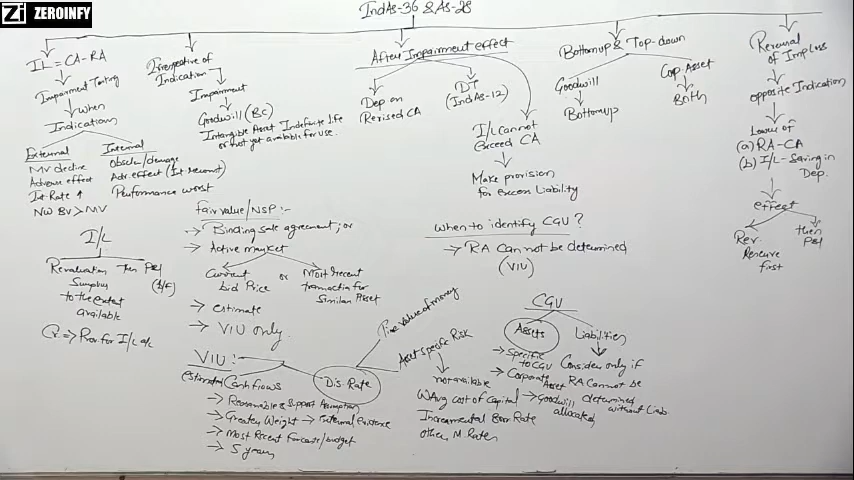 Zi ZEROINFY
IndAs-36 & As-28
IL = CA-RA
Impairment Testing
when
Indications
External
MV decline
Adverse effect
Int Rate ↑
NW BV > MV
Internal
Obsole/damage
Adv. effect (Int. reconst)
Performance worst
I/L
Revaluation
Surplus
to the extent
available
Then P&L
Cr => Prov for I/L a/c
Irrespective of
Indication
Impairment
Goodwill (BC)
Intangible Asset Indefinite life
or not yet available for use.
Fair value/NSP :-
→ Binding sale agreement; or
→ Active market
Current
bid Price
or
Most recent
transaction for
Similar Asset
→ estimate
→ VIU only.
VIU :-
estimated Cashflows
→ Reasonable & Support Assumption
→ Greater Weight → External Evidence
→ Most Recent Forecasts/budget
→ 5 years
Dis. Rate
Time value of money
Asset specific Risk
not available
WAvg cost of Capital
Incremental Borr Rate
other M. Rates
After Impairment effect
Dep on
Revised CA
DT
(IndAS-12)
I/L cannot
exceed CA
Make provision
for excess Liability
When to identify CGU?
→ RA Cannot be determined
(VIU)
CGU
Assets
→ Specific
to CGU
→ Corporate
Asset
→ Goodwill
allocated
Liabilities
Consider only if
RA cannot be
determined
without Liab.
Bottomup & Top-down
Goodwill
Bottomup
Corp Asset
Both
Reversal
of Imp Loss
opposite Indication
Lower of
(a) RA-CA
(b) I/L - Saving in
Dep.
effect
Rev.
Reserve
first
then
P&L